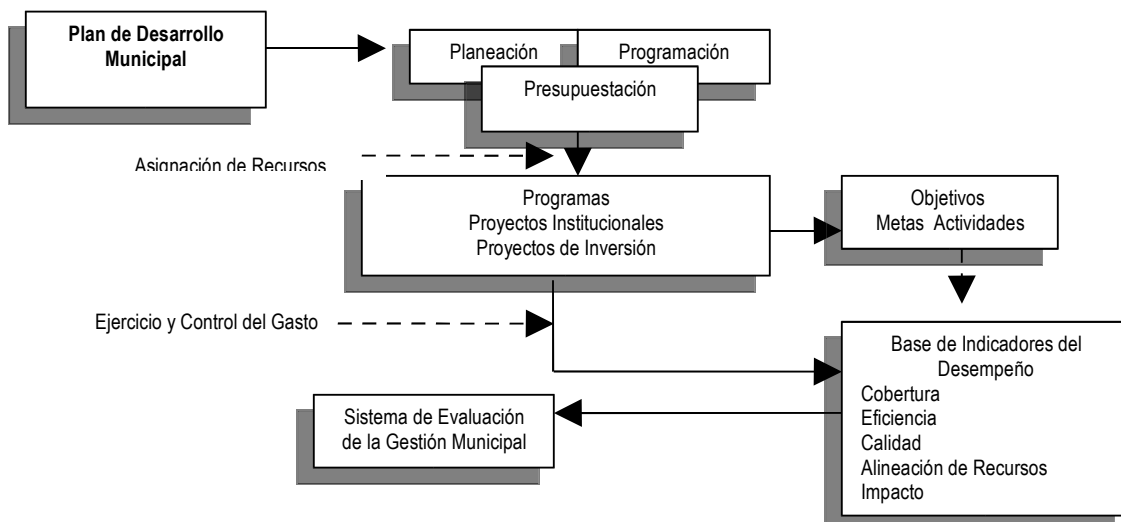 Plan de Desarrollo
Municipal
Planeación
Programación
Presupuestación
Asignación de Recursos
Programas
Proyectos Institucionales
Proyectos de Inversión
Objetivos
Metas Actividades
Ejercicio y Control del Gasto
Base de Indicadores del
Desempeño
Cobertura
Eficiencia
Calidad
Alineación de Recursos
Impacto
Sistema de Evaluación
de la Gestión Municipal